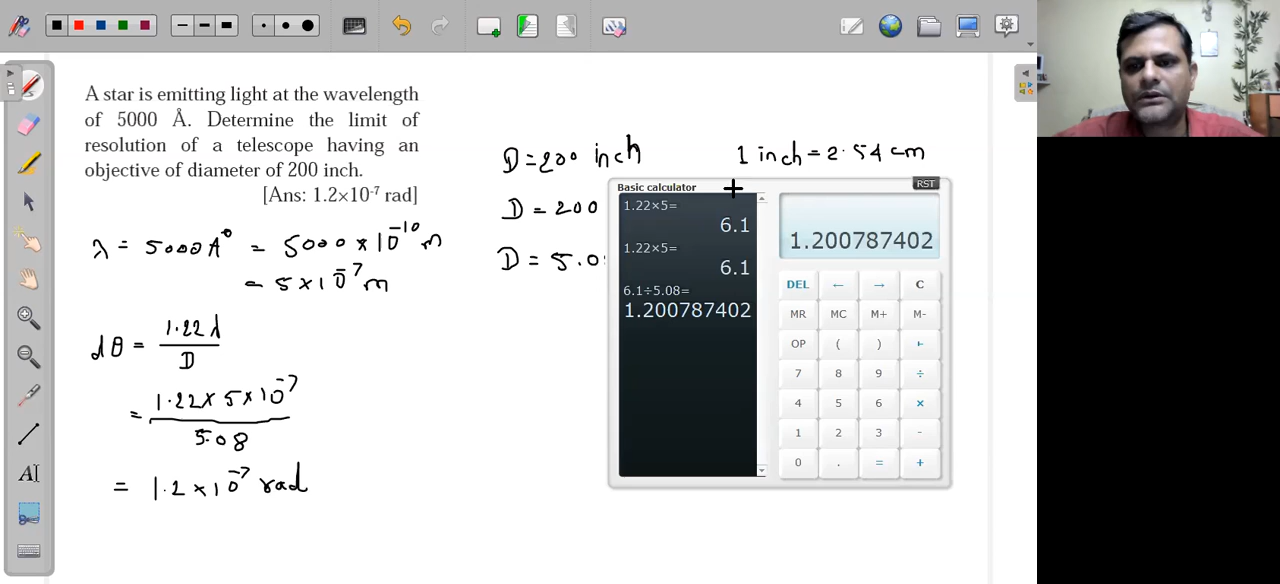 A star is emitting light at the wavelength
of 5000 Å. Determine the limit of
resolution of a telescope having an
objective of diameter of 200 inch.
[Ans: 1.2×10⁻⁷ rad]
λ = 5000 A° = 5000 × 10⁻¹⁰ m
= 5 × 10⁻⁷ m
dθ = 1.22 λ
D
= 1.22 × 5 × 10⁻⁷
5.08
= 1.2 × 10⁻⁷ rad
D = 200 inch
1 inch = 2.54 cm
D = 200
D = 5.0
Basic calculator
RST
1.22×5=
6.1
1.22×5=
6.1
6.1÷5.08=
1.200787402
1.200787402
DEL ← → C
MR MC M+ M-
OP ( )
7 8 9 ÷
4 5 6 ×
1 2 3 -
0 . = +
A